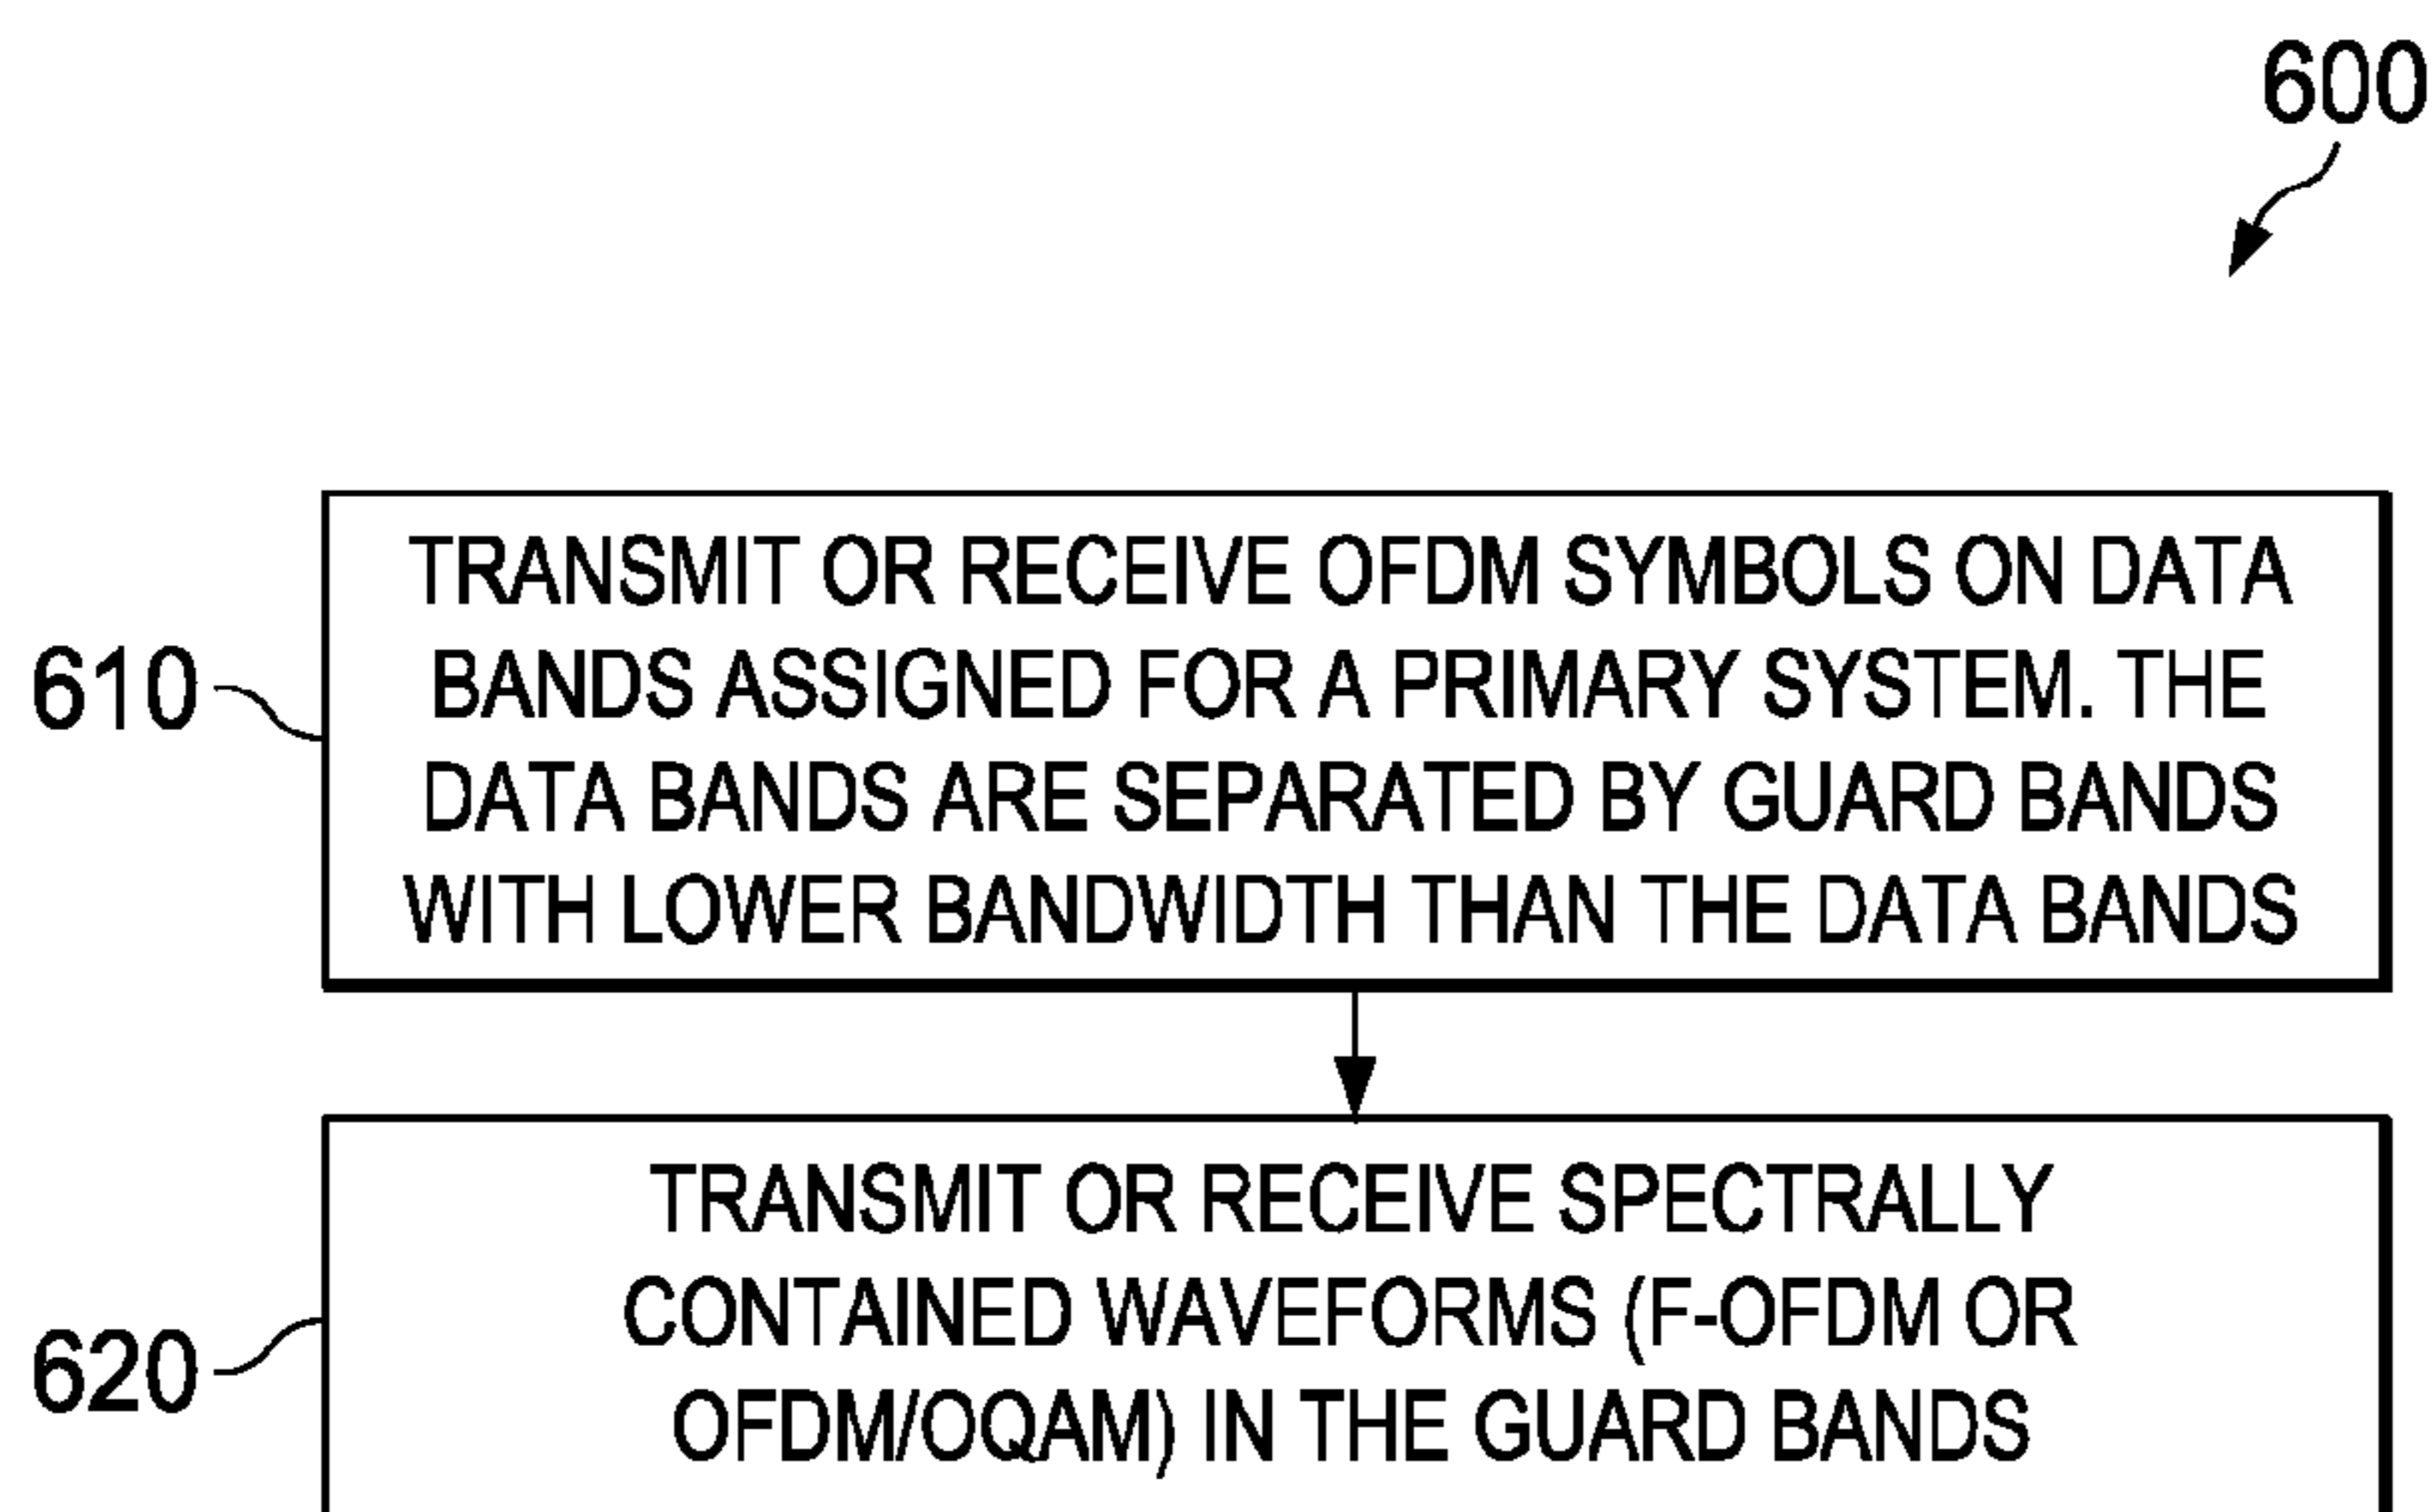 600
TRANSMIT OR RECEIVE OFDM SYMBOLS ON DATA
BANDS ASSIGNED FOR A PRIMARY SYSTEM. THE
DATA BANDS ARE SEPARATED BY GUARD BANDS
WITH LOWER BANDWIDTH THAN THE DATA BANDS
610
TRANSMIT OR RECEIVE SPECTRALLY
CONTAINED WAVEFORMS (F-OFDM OR
OFDM/OQAM) IN THE GUARD BANDS
620